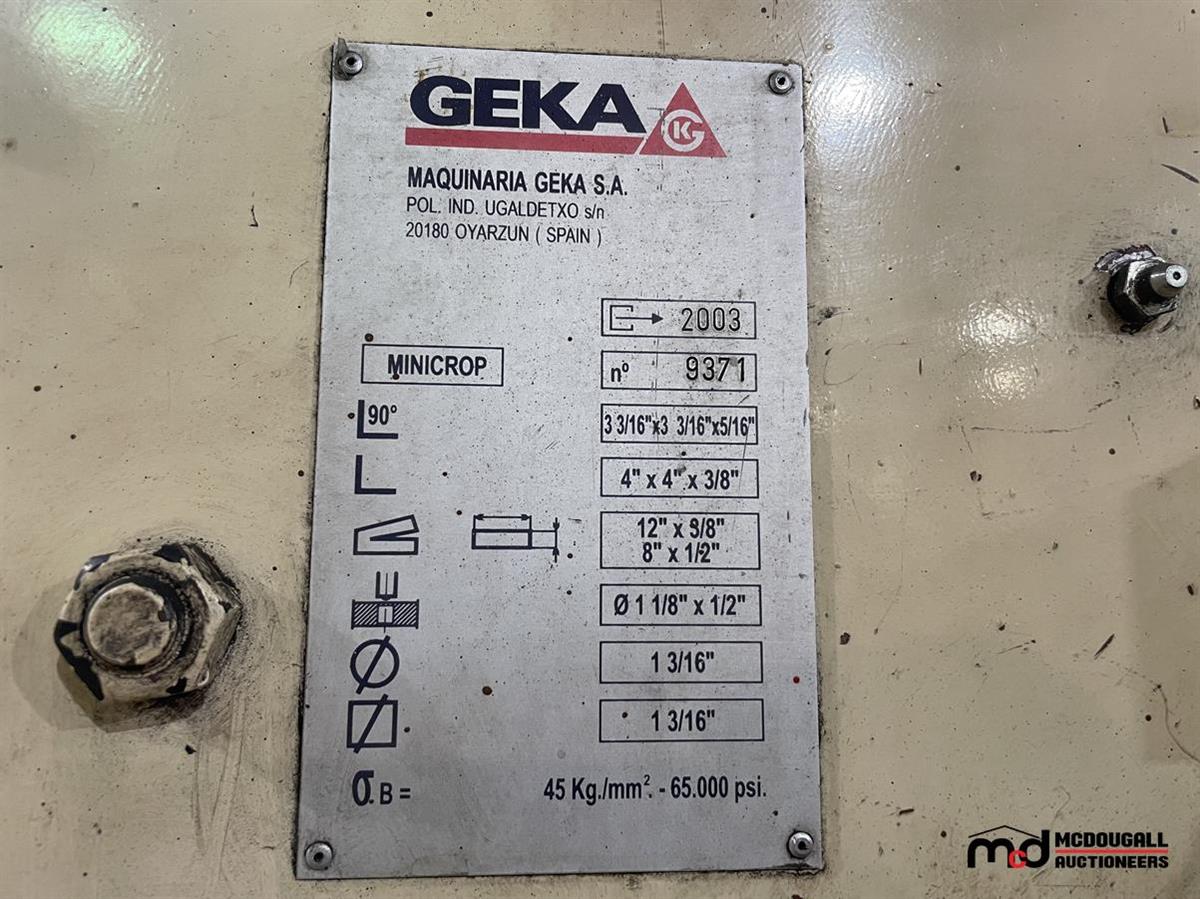 GEKA
KG
MAQUINARIA GEKA S.A.
POL. IND. UGALDETXO s/n
20180 OYARZUN ( SPAIN )
2003
MINICROP
nº 9371
90° 3 3/16"x3 3/16"x5/16"
4" x 4" x 3/8"
12" x 3/8"
8" x 1/2"
Ø 1 1/8" x 1/2"
1 3/16"
1 3/16"
σ.B = 45 Kg./mm². - 65.000 psi.
mcd MCDOUGALL
AUCTIONEERS